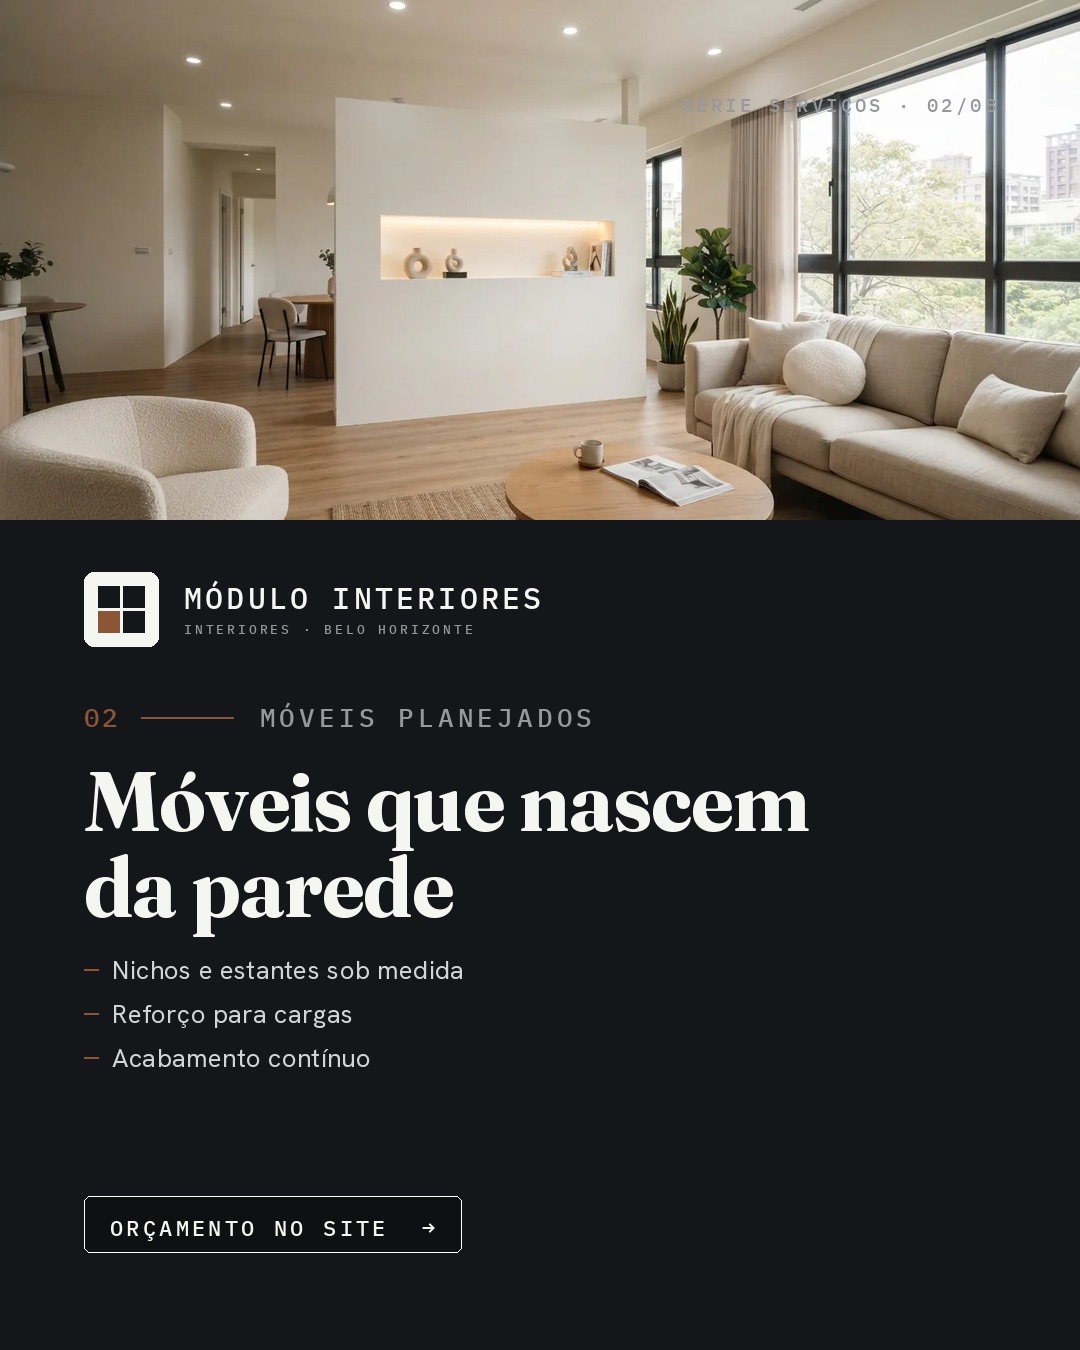 SÉRIE SERVIÇOS · 02/08
MÓDULO INTERIORES
INTERIORES · BELO HORIZONTE
02 MÓVEIS PLANEJADOS
Móveis que nascem
da parede
— Nichos e estantes sob medida
— Reforço para cargas
— Acabamento contínuo
ORÇAMENTO NO SITE →